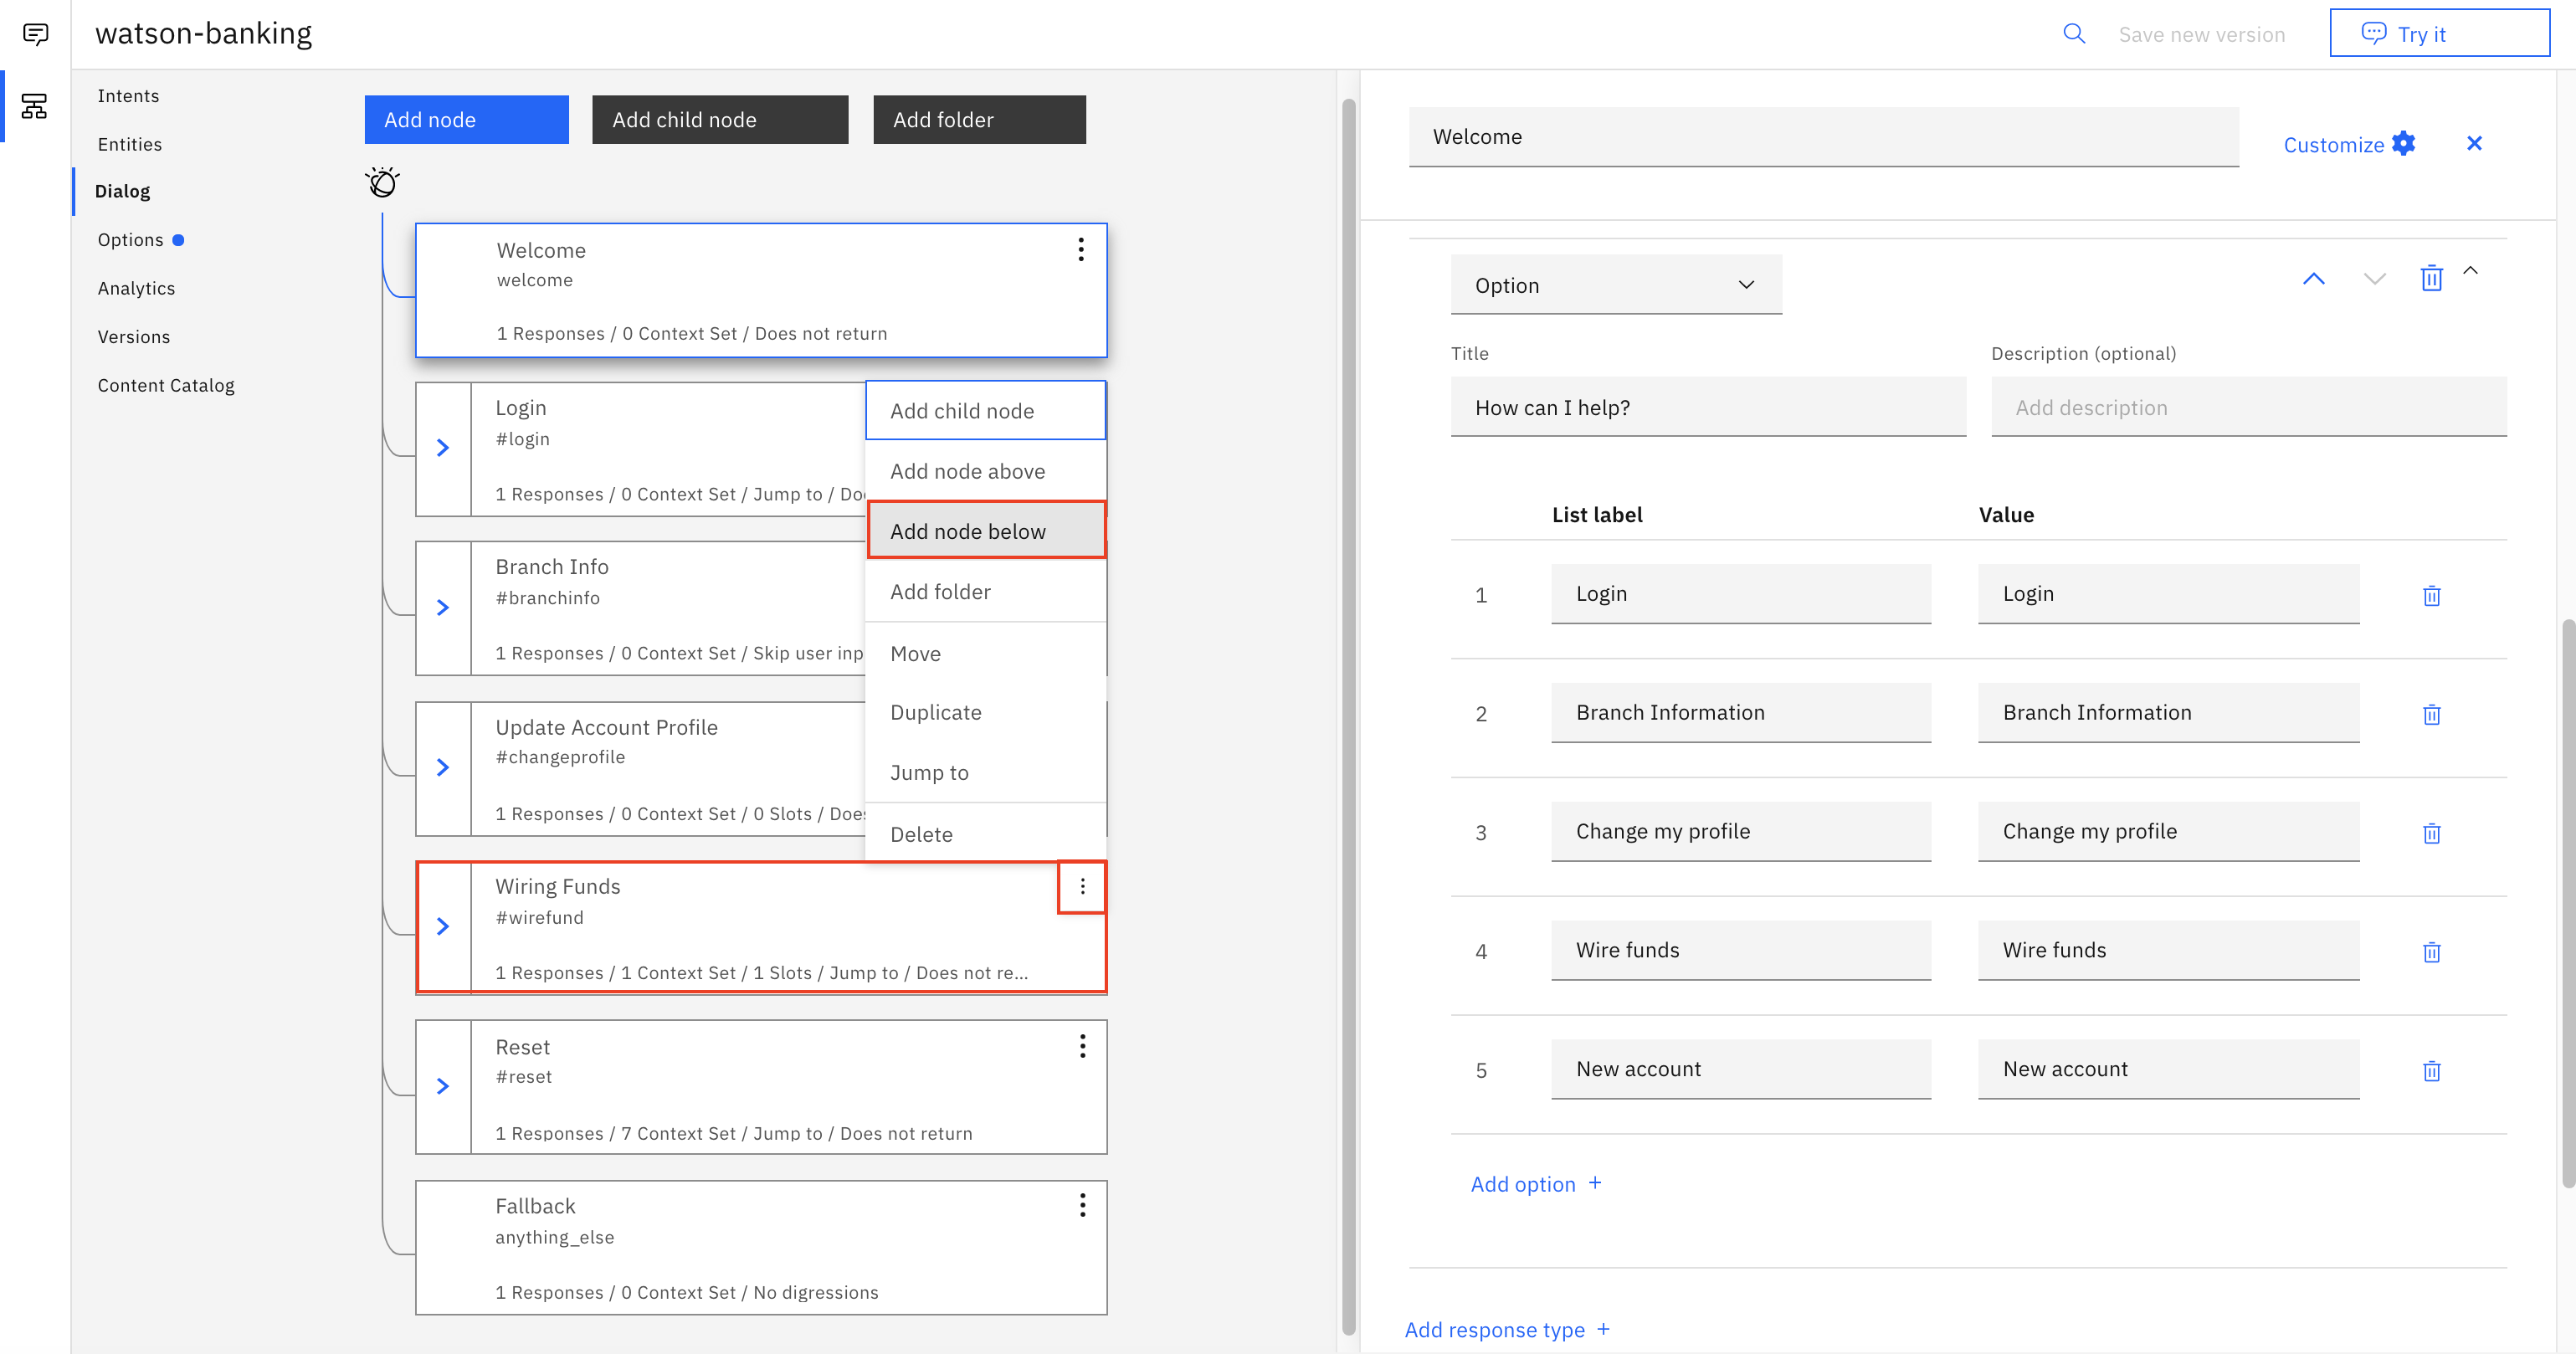 watson-banking
Save new version
Try it
Intents
Entities
Dialog
Options
Analytics
Versions
Content Catalog
Add node
Add child node
Add folder
Welcome
welcome
1 Responses / 0 Context Set / Does not return
Login
#login
1 Responses / 0 Context Set / Jump to / Doe
Branch Info
#branchinfo
1 Responses / 0 Context Set / Skip user inp
Update Account Profile
#changeprofile
1 Responses / 0 Context Set / 0 Slots / Does
Add child node
Add node above
Add node below
Add folder
Move
Duplicate
Jump to
Delete
Wiring Funds
#wirefund
1 Responses / 1 Context Set / 1 Slots / Jump to / Does not re...
Reset
#reset
1 Responses / 7 Context Set / Jump to / Does not return
Fallback
anything_else
1 Responses / 0 Context Set / No digressions
Welcome
Customize
Option
Title
Description (optional)
How can I help?
Add description
List label
Value
1 Login Login
2 Branch Information Branch Information
3 Change my profile Change my profile
4 Wire funds Wire funds
5 New account New account
Add option +
Add response type +